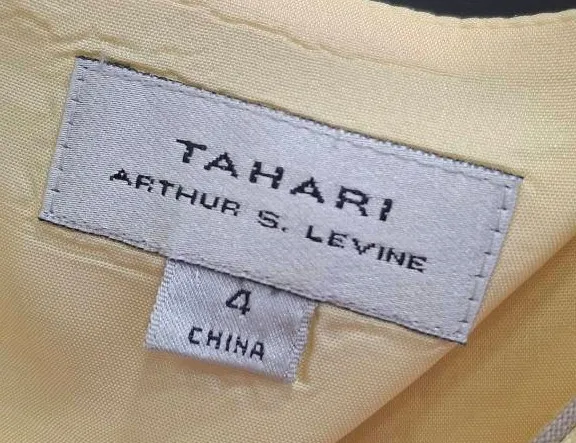 TAHARI
ARTHUR S. LEVINE
4
CHINA